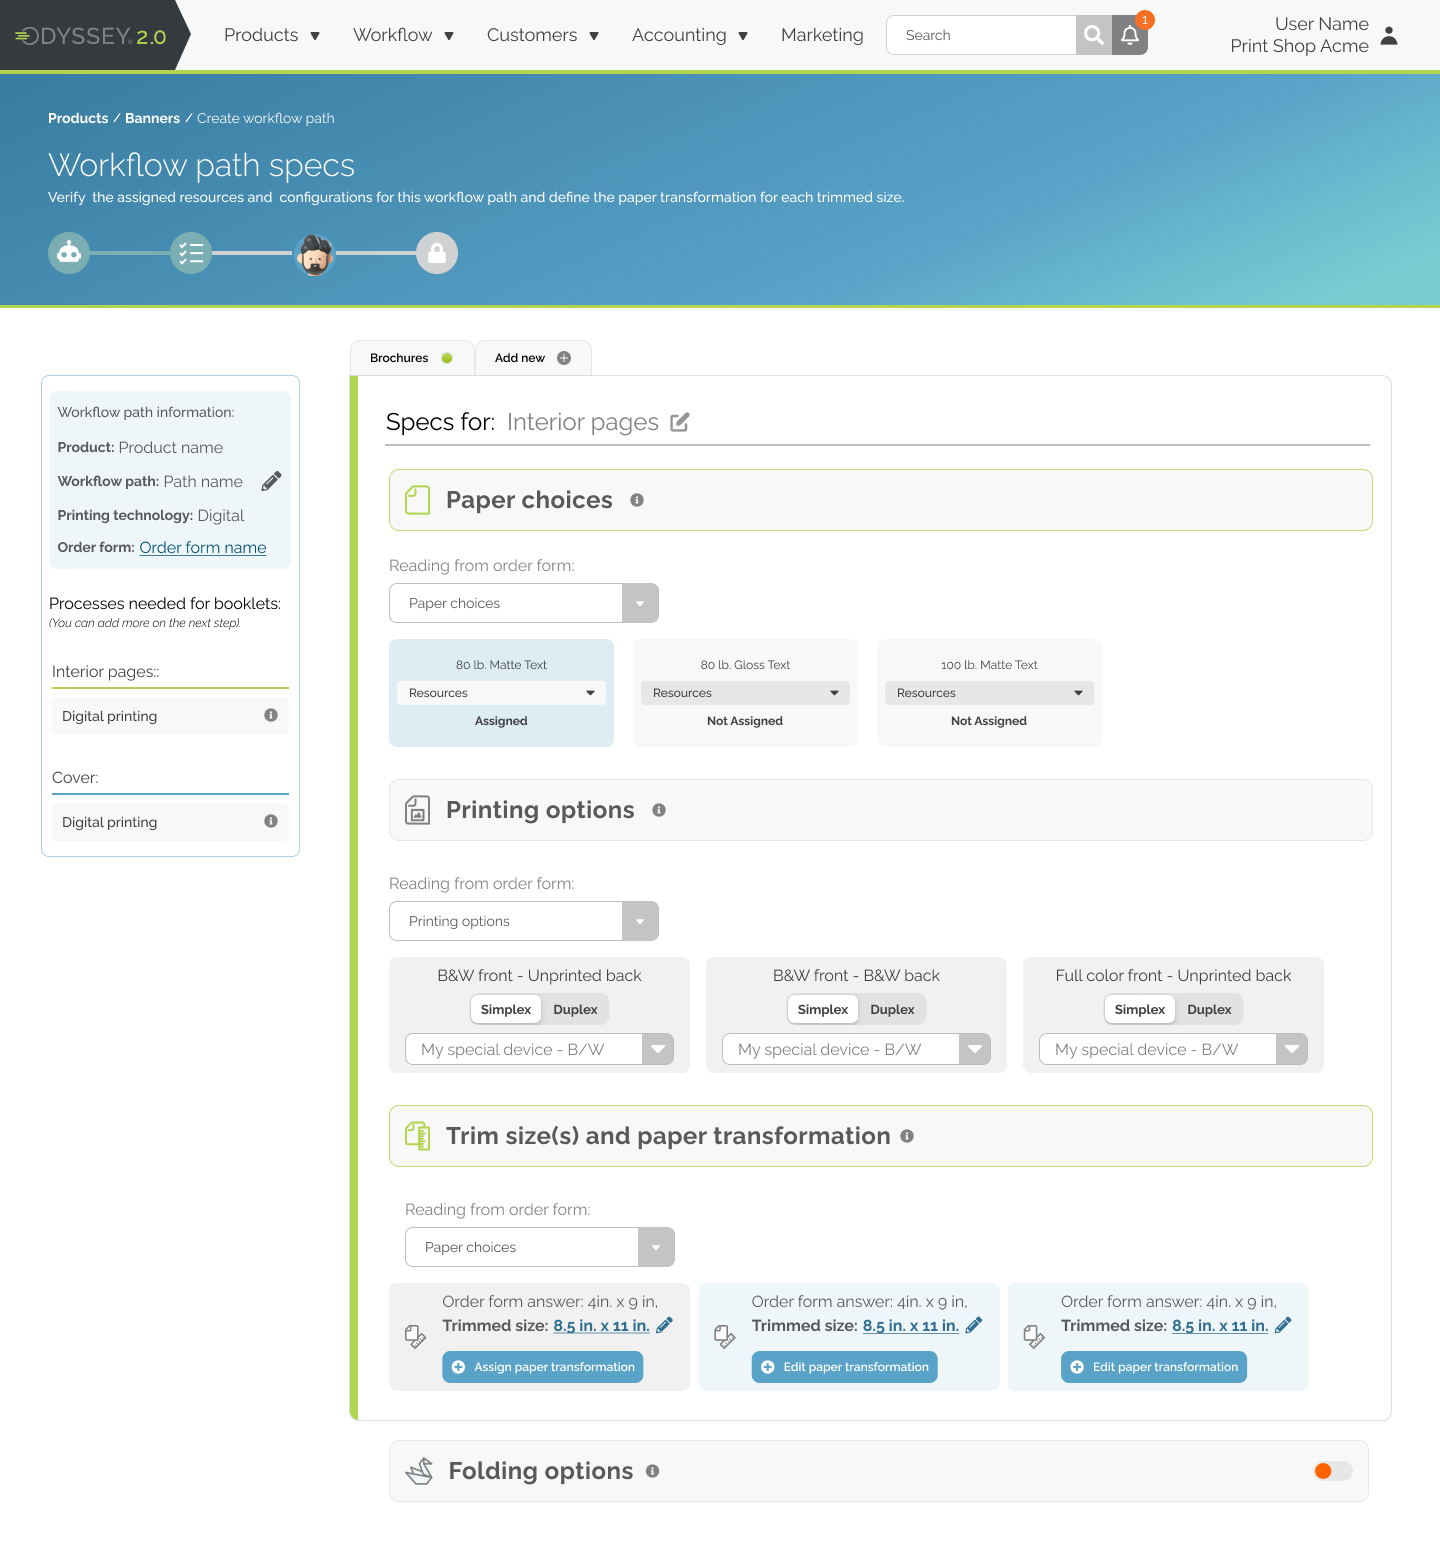 ODYSSEY 2.0
Products
Workflow
Customers
Accounting
Marketing
Search
1
User Name
Print Shop Acme
Products / Banners / Create workflow path
Workflow path specs
Verify the assigned resources and configurations for this workflow path and define the paper transformation for each trimmed size.
Brochures
Add new
Workflow path information:
Product: Product name
Workflow path: Path name
Printing technology: Digital
Order form: Order form name
Processes needed for booklets:
(You can add more on the next step).
Interior pages::
Digital printing
Cover:
Digital printing
Specs for: Interior pages
Paper choices
Reading from order form:
Paper choices
80 lb. Matte Text
Resources
Assigned
80 lb. Gloss Text
Resources
Not Assigned
100 lb. Matte Text
Resources
Not Assigned
Printing options
Reading from order form:
Printing options
B&W front - Unprinted back
Simplex Duplex
My special device - B/W
B&W front - B&W back
Simplex Duplex
My special device - B/W
Full color front - Unprinted back
Simplex Duplex
My special device - B/W
Trim size(s) and paper transformation
Reading from order form:
Paper choices
Order form answer: 4in. x 9 in,
Trimmed size: 8.5 in. x 11 in.
Assign paper transformation
Order form answer: 4in. x 9 in,
Trimmed size: 8.5 in. x 11 in.
Edit paper transformation
Order form answer: 4in. x 9 in,
Trimmed size: 8.5 in. x 11 in.
Edit paper transformation
Folding options